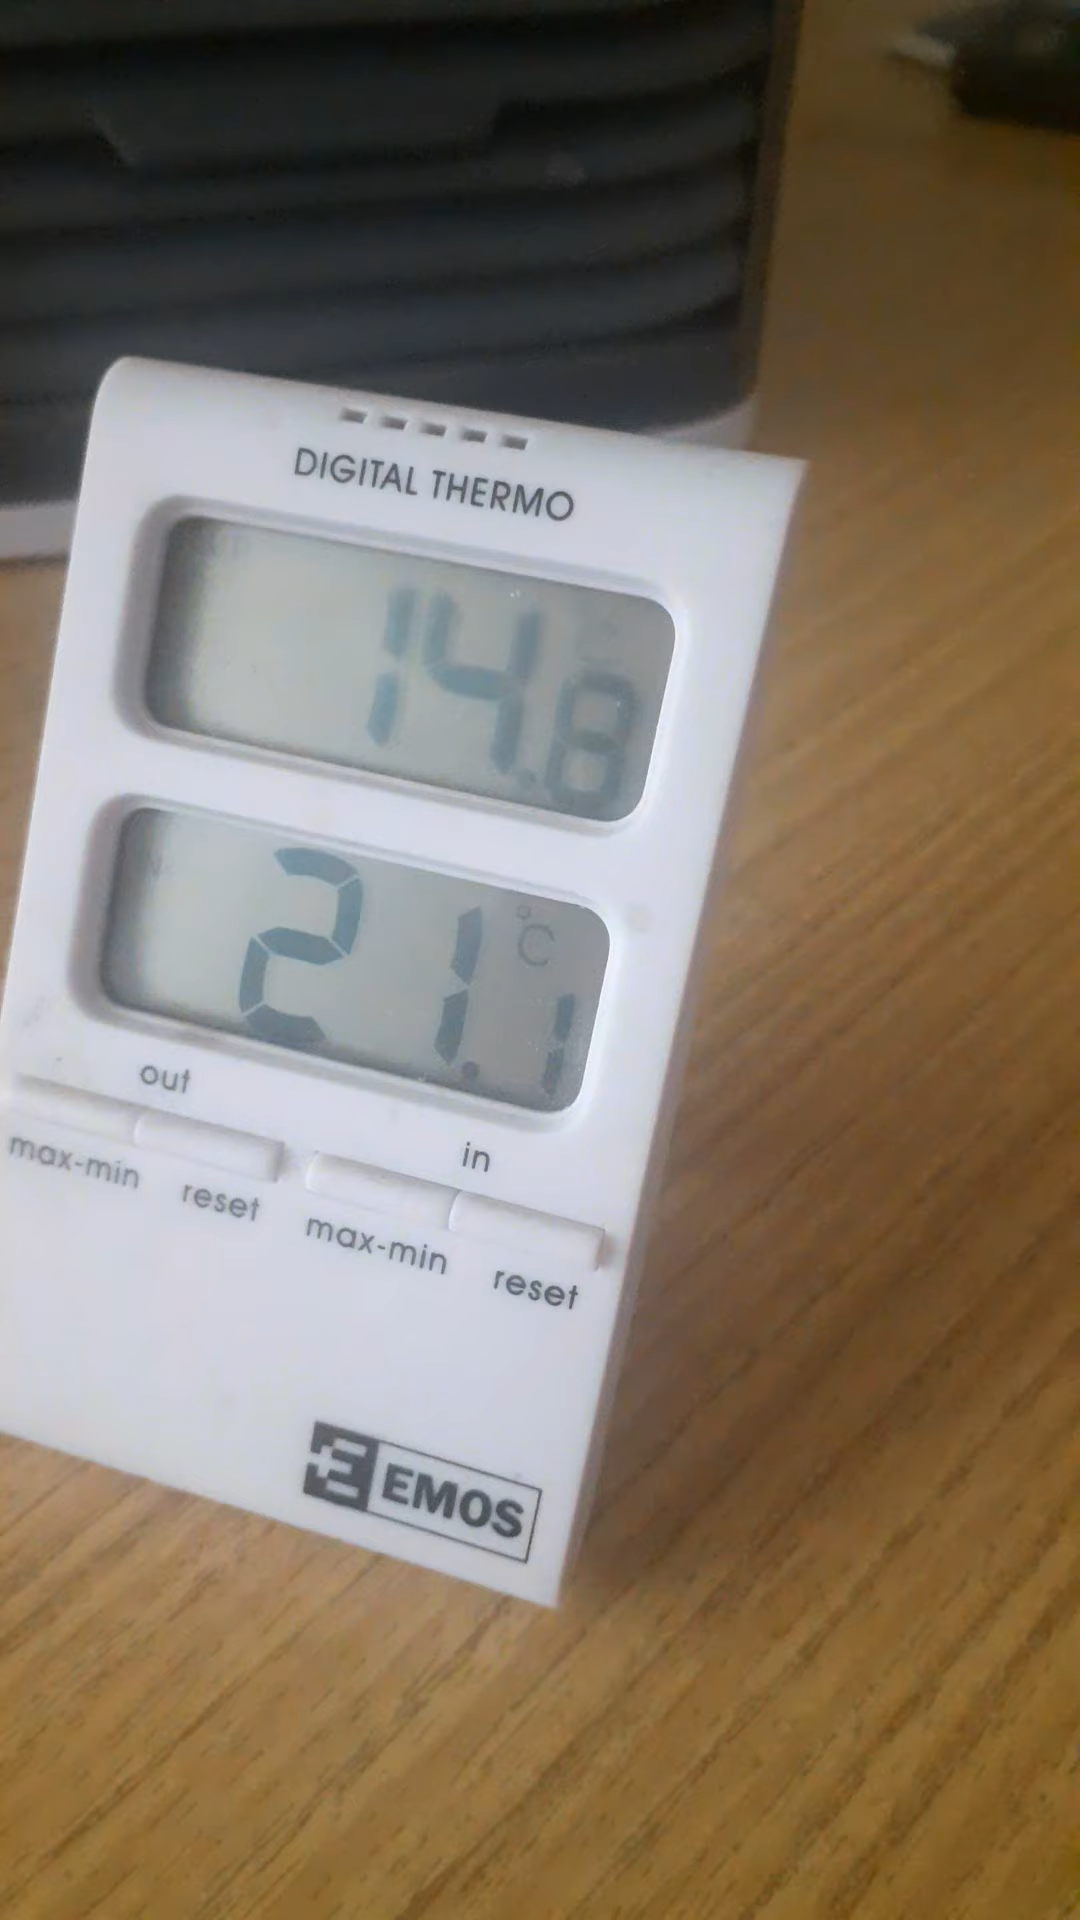 DIGITAL THERMO
14.8
°C
21.1
out
in
max-min
reset
max-min
reset
EMOS